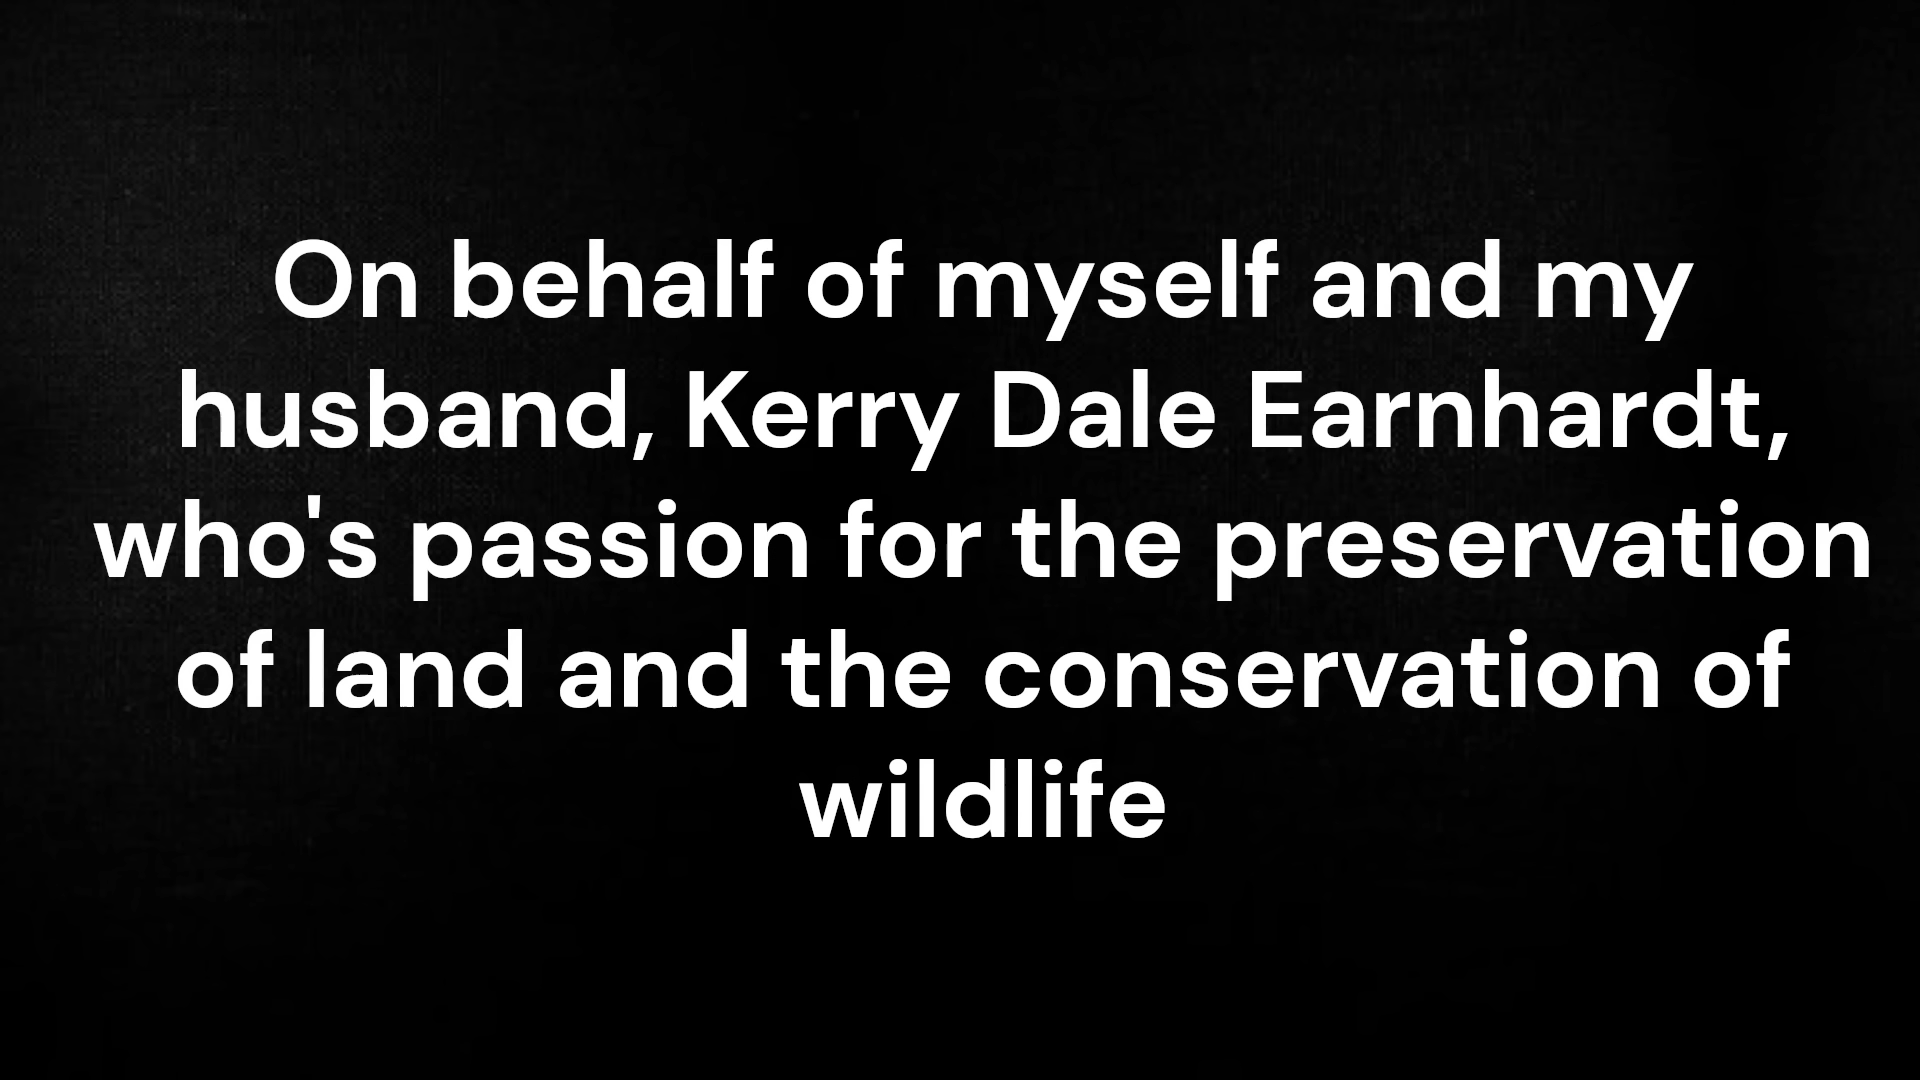 On behalf of myself and my
husband, Kerry Dale Earnhardt,
who's passion for the preservation
of land and the conservation of
wildlife